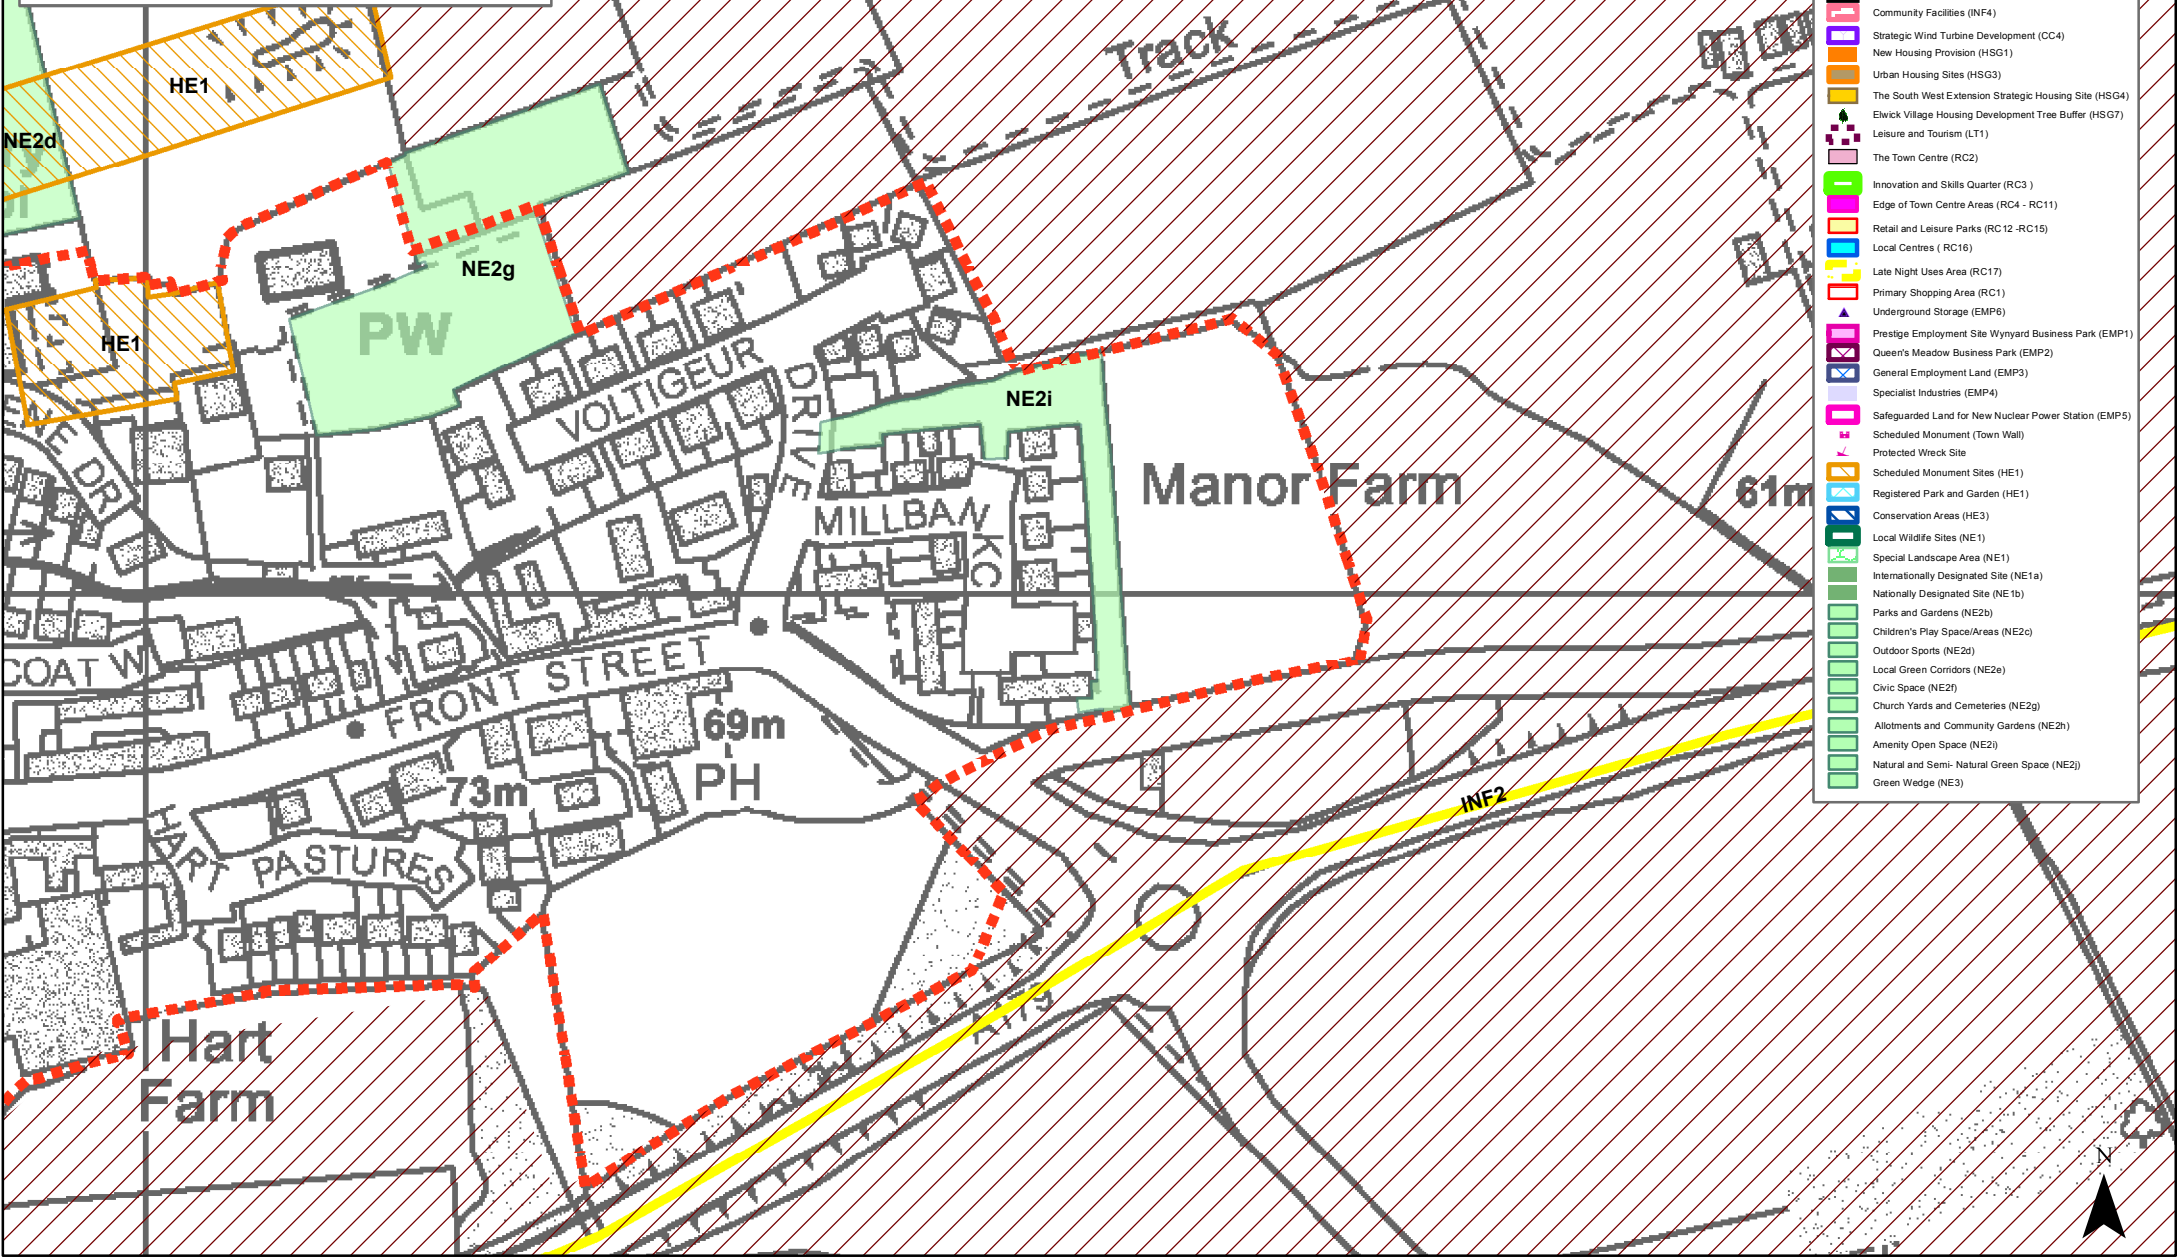 Track
HE1
NE2d
NE2g
PW
HE1
VOLTIGEUR
DRIVE
NE2i
Manor Farm
61m
MILLBANK
COAT W
FRONT STREET
69m
PH
73m
HART
PASTURES
INF2
Hart
Farm
Community Facilities (INF4)
Strategic Wind Turbine Development (CC4)
New Housing Provision (HSG1)
Urban Housing Sites (HSG3)
The South West Extension Strategic Housing Site (HSG4)
Elwick Village Housing Development Tree Buffer (HSG7)
Leisure and Tourism (LT1)
The Town Centre (RC2)
Innovation and Skills Quarter (RC3 )
Edge of Town Centre Areas (RC4 - RC11)
Retail and Leisure Parks (RC12 -RC15)
Local Centres ( RC16)
Late Night Uses Area (RC17)
Primary Shopping Area (RC1)
Underground Storage (EMP6)
Prestige Employment Site Wynyard Business Park (EMP1)
Queen's Meadow Business Park (EMP2)
General Employment Land (EMP3)
Specialist Industries (EMP4)
Safeguarded Land for New Nuclear Power Station (EMP5)
Scheduled Monument (Town Wall)
Protected Wreck Site
Scheduled Monument Sites (HE1)
Registered Park and Garden (HE1)
Conservation Areas (HE3)
Local Wildlife Sites (NE1)
Special Landscape Area (NE1)
Internationally Designated Site (NE1a)
Nationally Designated Site (NE1b)
Parks and Gardens (NE2b)
Children's Play Space/Areas (NE2c)
Outdoor Sports (NE2d)
Local Green Corridors (NE2e)
Civic Space (NE2f)
Church Yards and Cemeteries (NE2g)
Allotments and Community Gardens (NE2h)
Amenity Open Space (NE2i)
Natural and Semi- Natural Green Space (NE2j)
Green Wedge (NE3)
N